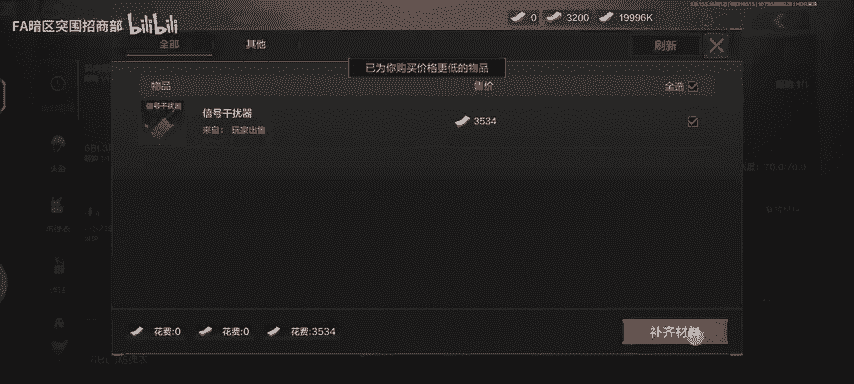 FA暗区突围招商部 bilibili
0 3200 19996K
全部 其他 刷新
已为你购买价格更低的物品
物品 售价 全选
信号干扰器 信号干扰器
来自： 玩家出售 3534
花费:0 花费:0 花费:3534 补齐材料